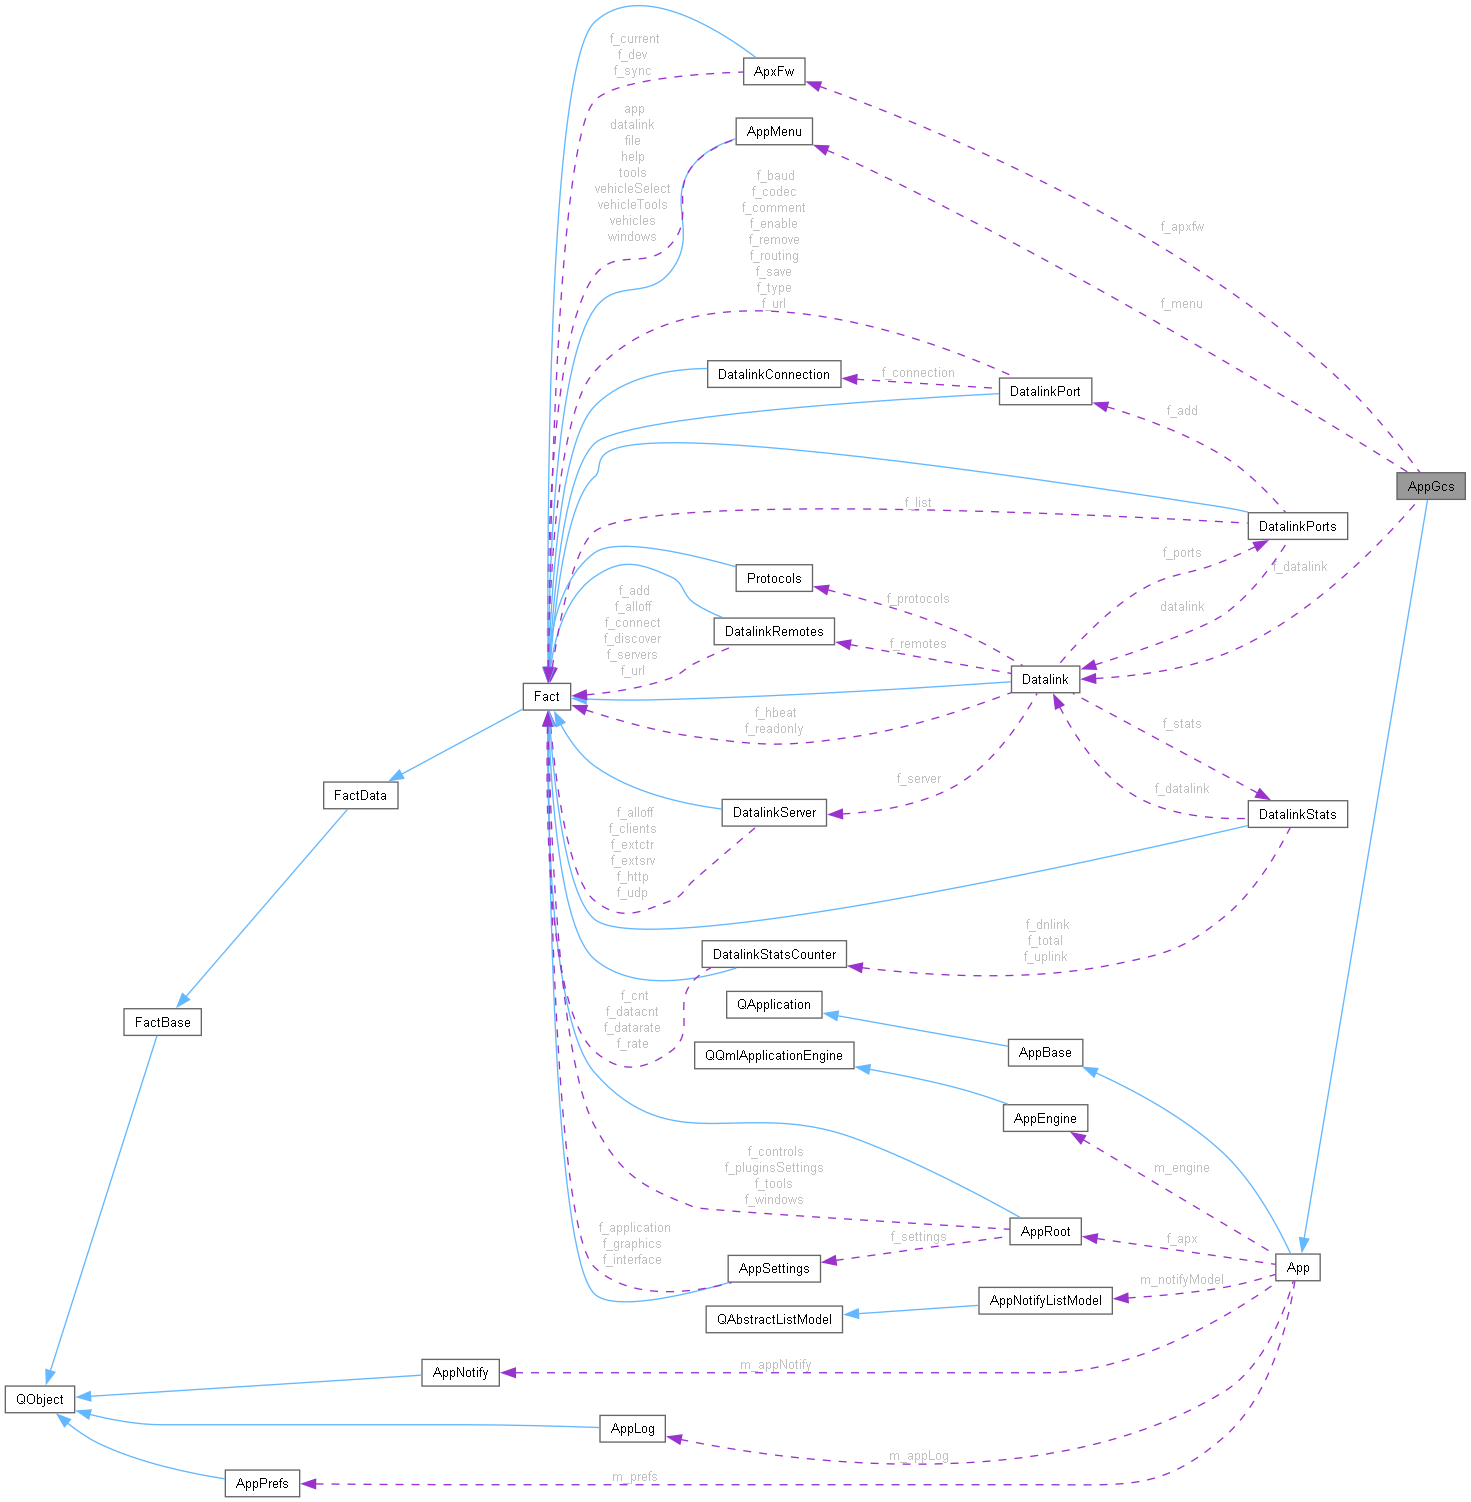 f_current
f_dev
f_sync
ApxFw
app
datalink
file
help
tools
vehicleSelect
vehicleTools
vehicles
windows
AppMenu
f_baud
f_codec
f_comment
f_enable
f_remove
f_routing
f_save
f_type
f_url
f_apxfw
f_menu
DatalinkConnection
f_connection
DatalinkPort
f_add
AppGcs
f_list
DatalinkPorts
f_ports
f_datalink
Protocols
f_protocols
datalink
f_add
f_alloff
f_connect
f_discover
f_servers
f_url
DatalinkRemotes
f_remotes
Datalink
Fact
f_hbeat
f_readonly
f_stats
f_server
f_datalink
FactData
f_alloff
f_clients
f_extctr
f_extsrv
f_http
f_udp
DatalinkServer
DatalinkStats
f_dnlink
f_total
f_uplink
DatalinkStatsCounter
f_cnt
f_datacnt
f_datarate
f_rate
QApplication
FactBase
AppBase
QQmlApplicationEngine
AppEngine
m_engine
f_controls
f_pluginsSettings
f_tools
f_windows
AppRoot
f_apx
f_settings
f_application
f_graphics
f_interface
AppSettings
App
m_notifyModel
AppNotifyListModel
QAbstractListModel
m_appNotify
AppNotify
QObject
AppLog
m_appLog
m_prefs
AppPrefs